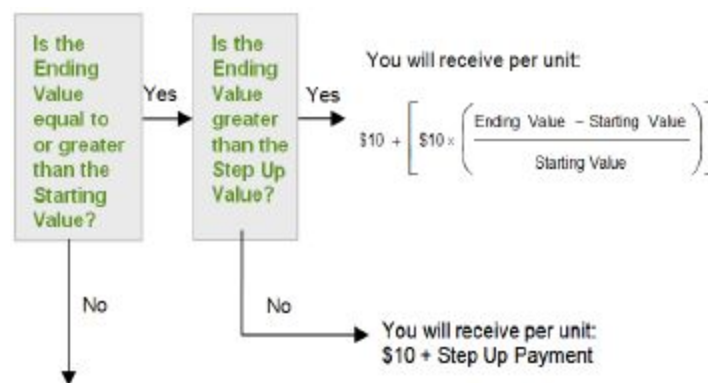 Is the
Ending
Value
equal to
or greater
than the
Starting
Value?
Yes
Is the
Ending
Value
greater
than the
Step Up
Value?
Yes
You will receive per unit:
$10 + [ $10 × ( Ending Value – Starting Value
Starting Value ) ]
No
No
You will receive per unit:
$10 + Step Up Payment